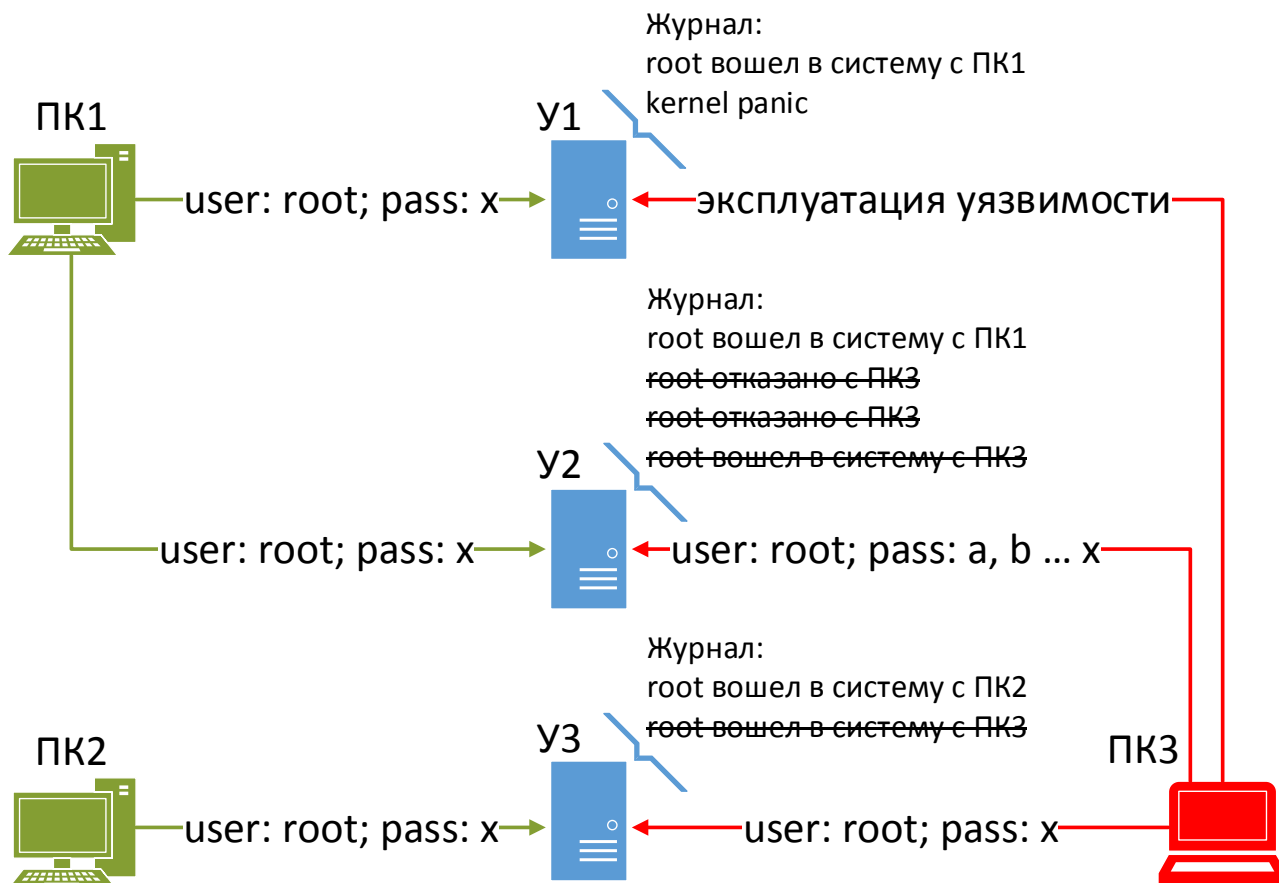 Журнал:
root вошел в систему с ПК1
kernel panic
ПК1
У1
user: root; pass: x
эксплуатация уязвимости
Журнал:
root вошел в систему с ПК1
root отказано с ПК3
root отказано с ПК3
root вошел в систему с ПК3
У2
user: root; pass: x
user: root; pass: a, b ... x
Журнал:
root вошел в систему с ПК2
root вошел в систему с ПК3
ПК2
У3
ПК3
user: root; pass: x
user: root; pass: x